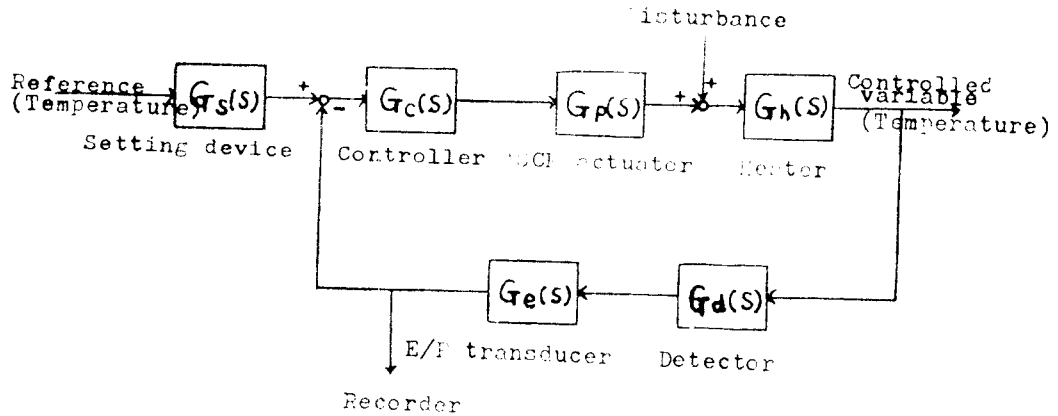 Disturbance
Reference
(Temperature)
Gs(S)
+
-
Gc(S)
Gp(S)
+
+
Gh(S)
Controlled
variable
(Temperature)
Setting device
Controller
actuator
Heater
Ge(S)
Gd(S)
transducer
Detector
Recorder